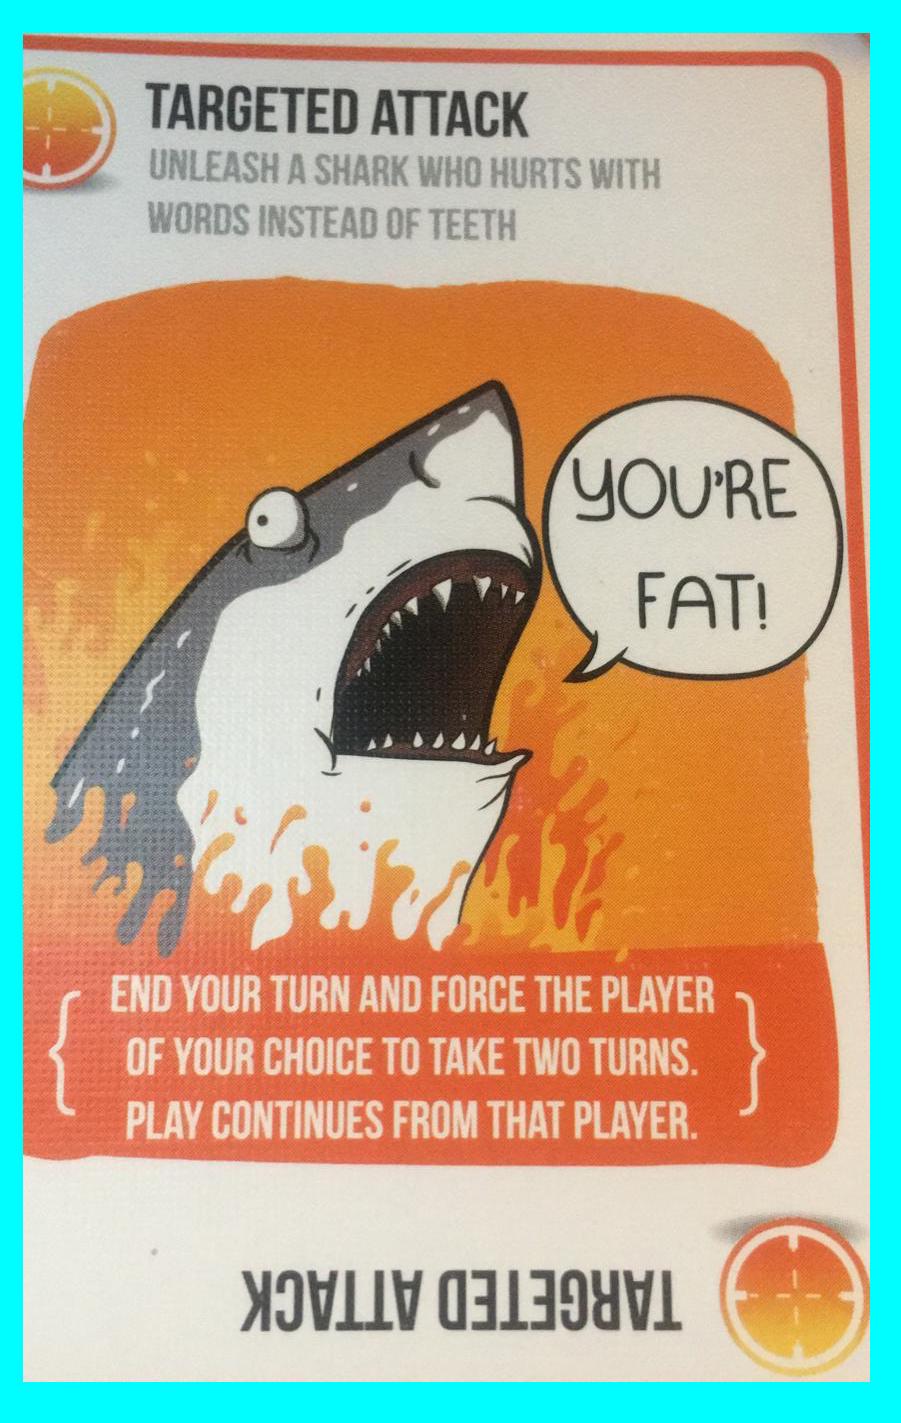 TARGETED ATTACK
UNLEASH A SHARK WHO HURTS WITH
WORDS INSTEAD OF TEETH
YOU'RE
FAT!
END YOUR TURN AND FORCE THE PLAYER
OF YOUR CHOICE TO TAKE TWO TURNS.
PLAY CONTINUES FROM THAT PLAYER.
TARGETED ATTACK